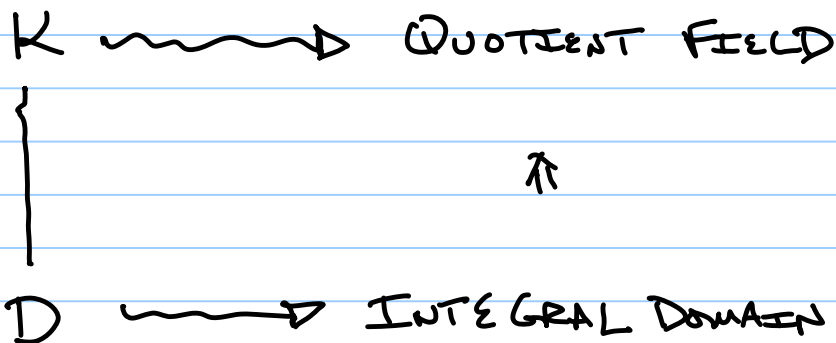 K → QUOTIENT FIELD
⇑
D → INTEGRAL DOMAIN